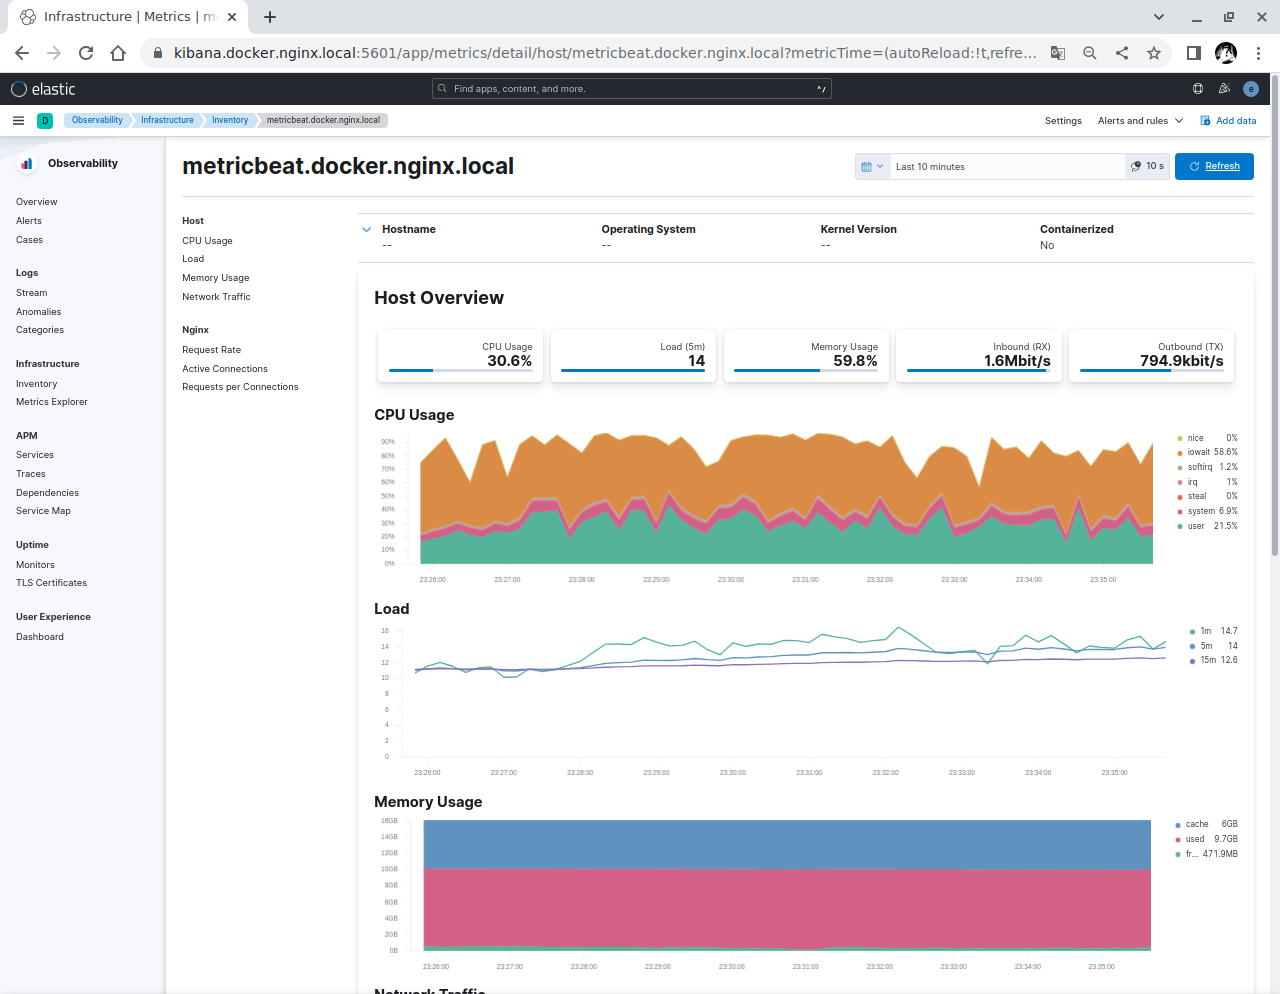 Infrastructure | Metrics | m
kibana.docker.nginx.local:5601/app/metrics/detail/host/metricbeat.docker.nginx.local?metricTime=(autoReload:!t,refre...
elastic
Find apps, content, and more.
^/
e
D
Observability
Infrastructure
Inventory
metricbeat.docker.nginx.local
Settings
Alerts and rules
Add data
Observability
Overview
Alerts
Cases
Logs
Stream
Anomalies
Categories
Infrastructure
Inventory
Metrics Explorer
APM
Services
Traces
Dependencies
Service Map
Uptime
Monitors
TLS Certificates
User Experience
Dashboard
metricbeat.docker.nginx.local
Last 10 minutes
10 s
Refresh
Host
CPU Usage
Load
Memory Usage
Network Traffic
Nginx
Request Rate
Active Connections
Requests per Connections
Hostname
--
Operating System
--
Kernel Version
--
Containerized
No
Host Overview
CPU Usage
30.6%
Load (5m)
14
Memory Usage
59.8%
Inbound (RX)
1.6Mbit/s
Outbound (TX)
794.9kbit/s
CPU Usage
90%
80%
70%
60%
50%
40%
30%
20%
10%
0%
23:26:00 23:27:00 23:28:00 23:29:00 23:30:00 23:31:00 23:32:00 23:33:00 23:34:00 23:35:00
nice 0%
iowait 58.6%
softirq 1.2%
irq 1%
steal 0%
system 6.9%
user 21.5%
Load
16
14
12
10
8
6
4
2
0
23:26:00 23:27:00 23:28:00 23:29:00 23:30:00 23:31:00 23:32:00 23:33:00 23:34:00 23:35:00
1m 14.7
5m 14
15m 12.6
Memory Usage
16GB
14GB
12GB
10GB
8GB
6GB
4GB
2GB
0B
23:26:00 23:27:00 23:28:00 23:29:00 23:30:00 23:31:00 23:32:00 23:33:00 23:34:00 23:35:00
cache 6GB
used 9.7GB
fr... 471.9MB
Network Traffic